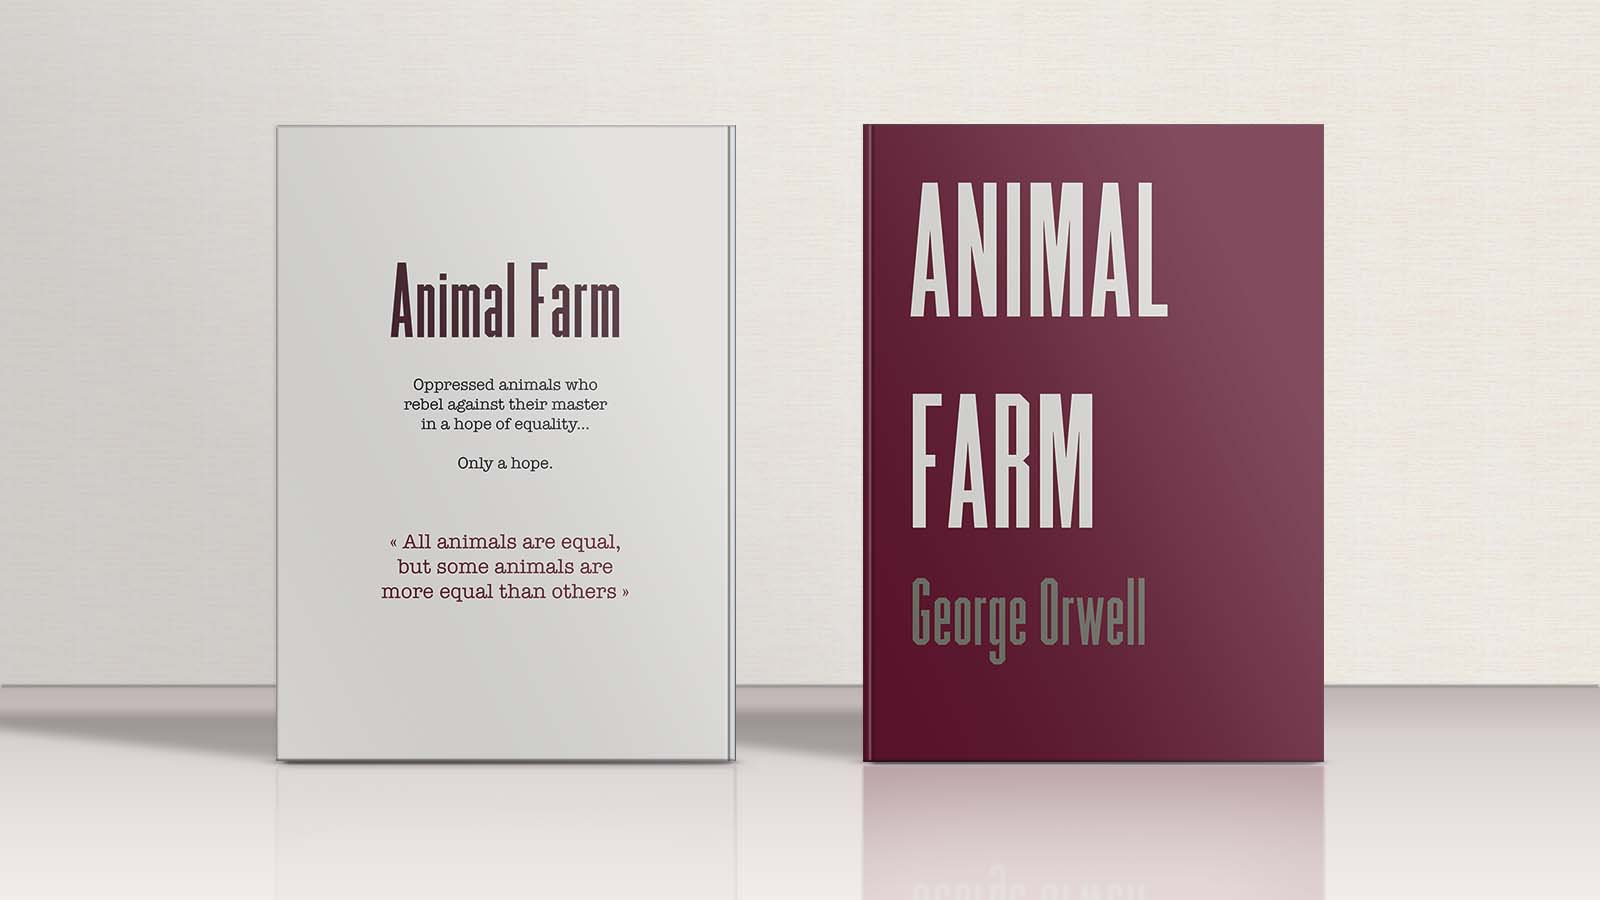 Animal Farm
Oppressed animals who
rebel against their master
in a hope of equality...
Only a hope.
« All animals are equal,
but some animals are
more equal than others »
ANIMAL
FARM
George Orwell